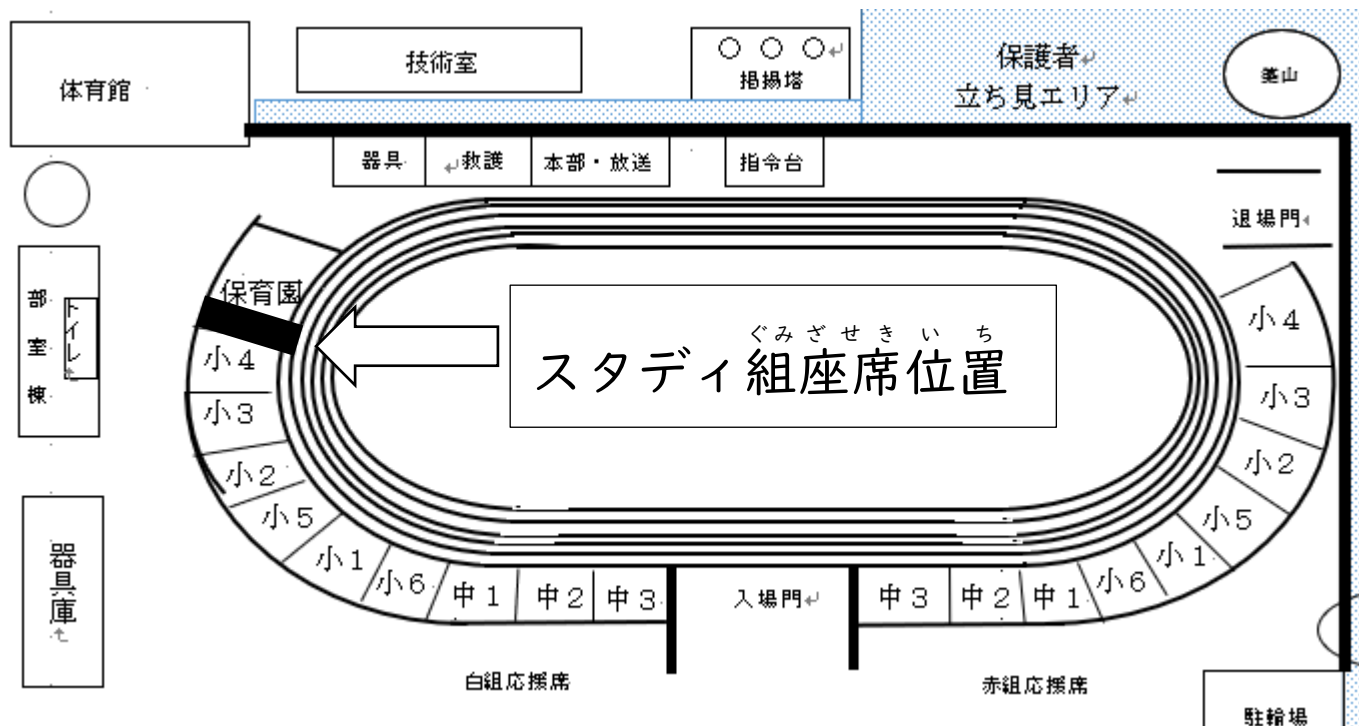 体育館
技術室
掲揚塔
保護者
立ち見エリア
築山
器具
救護
本部・放送
指令台
退場門
部室棟
トイレ
器具庫
保育園
小4
小3
小2
小5
小1
小6
中1
中2
中3
ぐみざせきいち
スタディ組座席位置
入場門
小4
小3
小2
小5
小1
小6
中1
中2
中3
白組応援席
赤組応援席
駐輪場